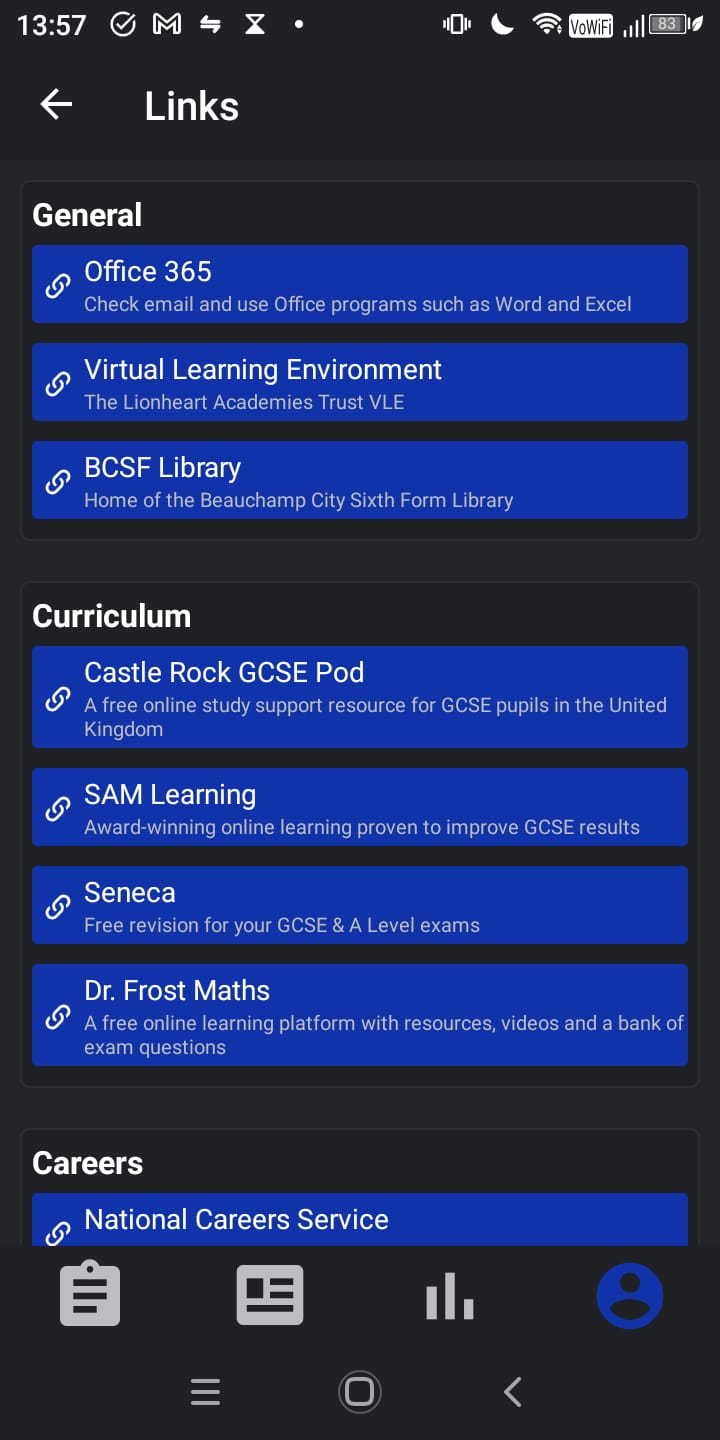 13:57
VoWiFi
83
Links
General
Office 365
Check email and use Office programs such as Word and Excel
Virtual Learning Environment
The Lionheart Academies Trust VLE
BCSF Library
Home of the Beauchamp City Sixth Form Library
Curriculum
Castle Rock GCSE Pod
A free online study support resource for GCSE pupils in the United
Kingdom
SAM Learning
Award-winning online learning proven to improve GCSE results
Seneca
Free revision for your GCSE & A Level exams
Dr. Frost Maths
A free online learning platform with resources, videos and a bank of
exam questions
Careers
National Careers Service